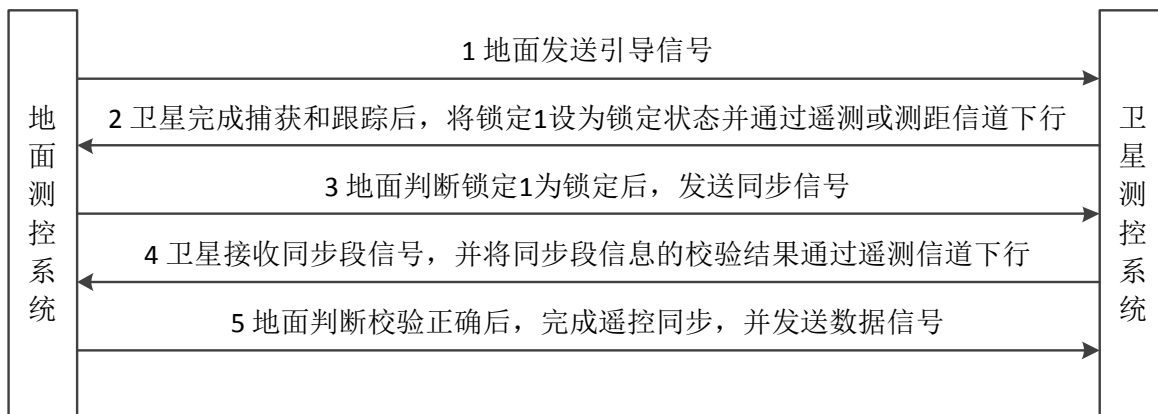 地面测控系统
1 地面发送引导信号
2 卫星完成捕获和跟踪后，将锁定1设为锁定状态并通过遥测或测距信道下行
3 地面判断锁定1为锁定后，发送同步信号
4 卫星接收同步段信号，并将同步段信息的校验结果通过遥测信道下行
5 地面判断校验正确后，完成遥控同步，并发送数据信号
卫星测控系统